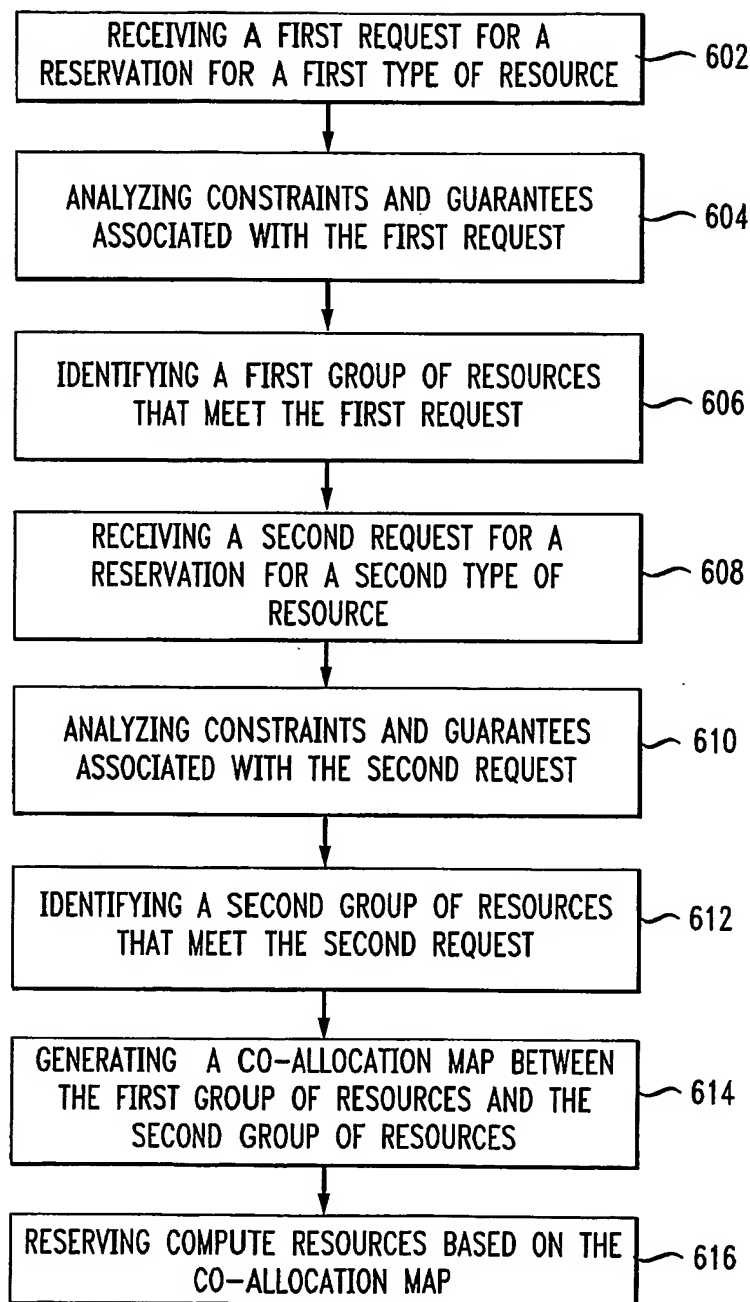 RECEIVING A FIRST REQUEST FOR A
RESERVATION FOR A FIRST TYPE OF RESOURCE
602
ANALYZING CONSTRAINTS AND GUARANTEES
ASSOCIATED WITH THE FIRST REQUEST
604
IDENTIFYING A FIRST GROUP OF RESOURCES
THAT MEET THE FIRST REQUEST
606
RECEIVING A SECOND REQUEST FOR A
RESERVATION FOR A SECOND TYPE OF
RESOURCE
608
ANALYZING CONSTRAINTS AND GUARANTEES
ASSOCIATED WITH THE SECOND REQUEST
610
IDENTIFYING A SECOND GROUP OF RESOURCES
THAT MEET THE SECOND REQUEST
612
GENERATING A CO-ALLOCATION MAP BETWEEN
THE FIRST GROUP OF RESOURCES AND THE
SECOND GROUP OF RESOURCES
614
RESERVING COMPUTE RESOURCES BASED ON THE
CO-ALLOCATION MAP
616